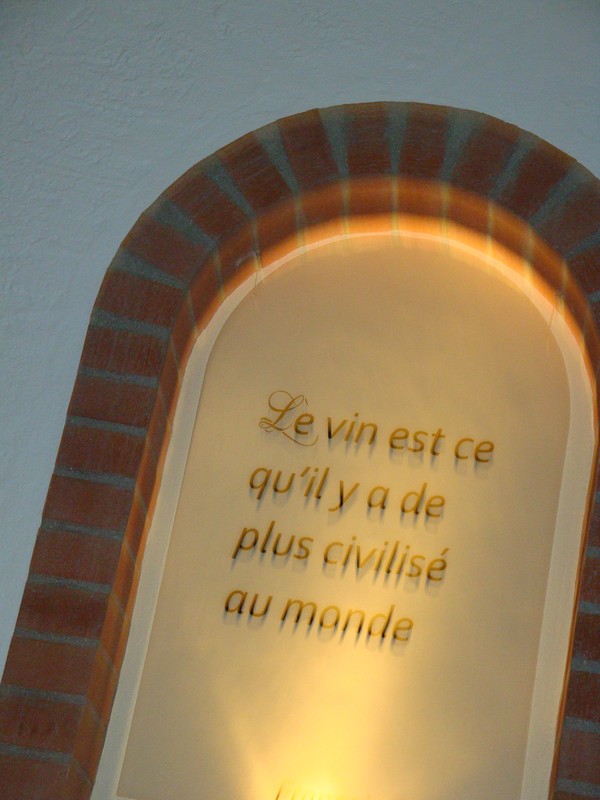 Le vin est ce
qu'il y a de
plus civilisé
au monde